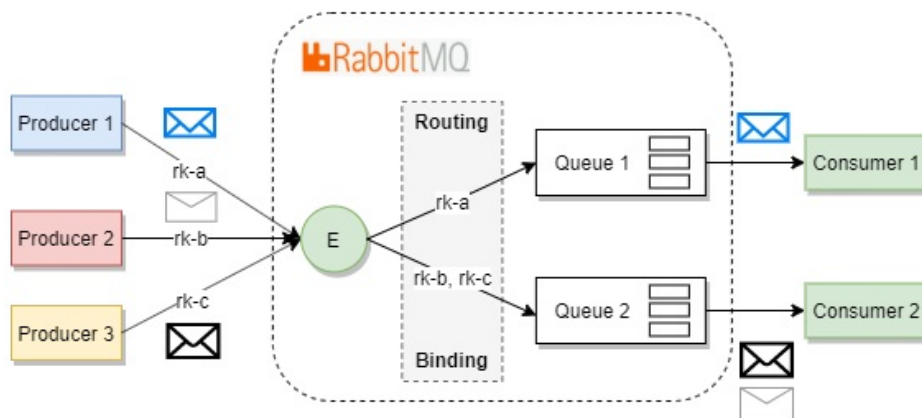 RabbitMQ
Producer 1
Routing
Queue 1
Consumer 1
rk-a
rk-a
Producer 2
rk-b
E
rk-b, rk-c
rk-c
Producer 3
Queue 2
Consumer 2
Binding